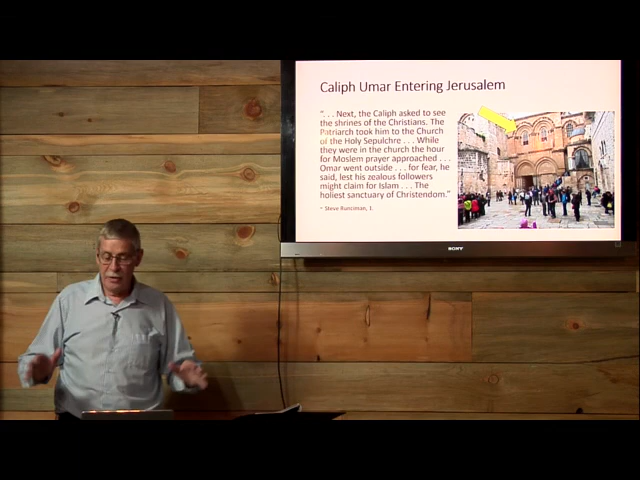 Caliph Umar Entering Jerusalem
". . . Next, the Caliph asked to see
the shrines of the Christians. The
Patriarch took him to the Church
of the Holy Sepulchre . . . While
they were in the church the hour
for Moslem prayer approached . . .
Omar went outside . . . for fear, he
said, lest his zealous followers
might claim for Islam . . . The
holiest sanctuary of Christendom."
~ Steve Runciman, 1.
SONY